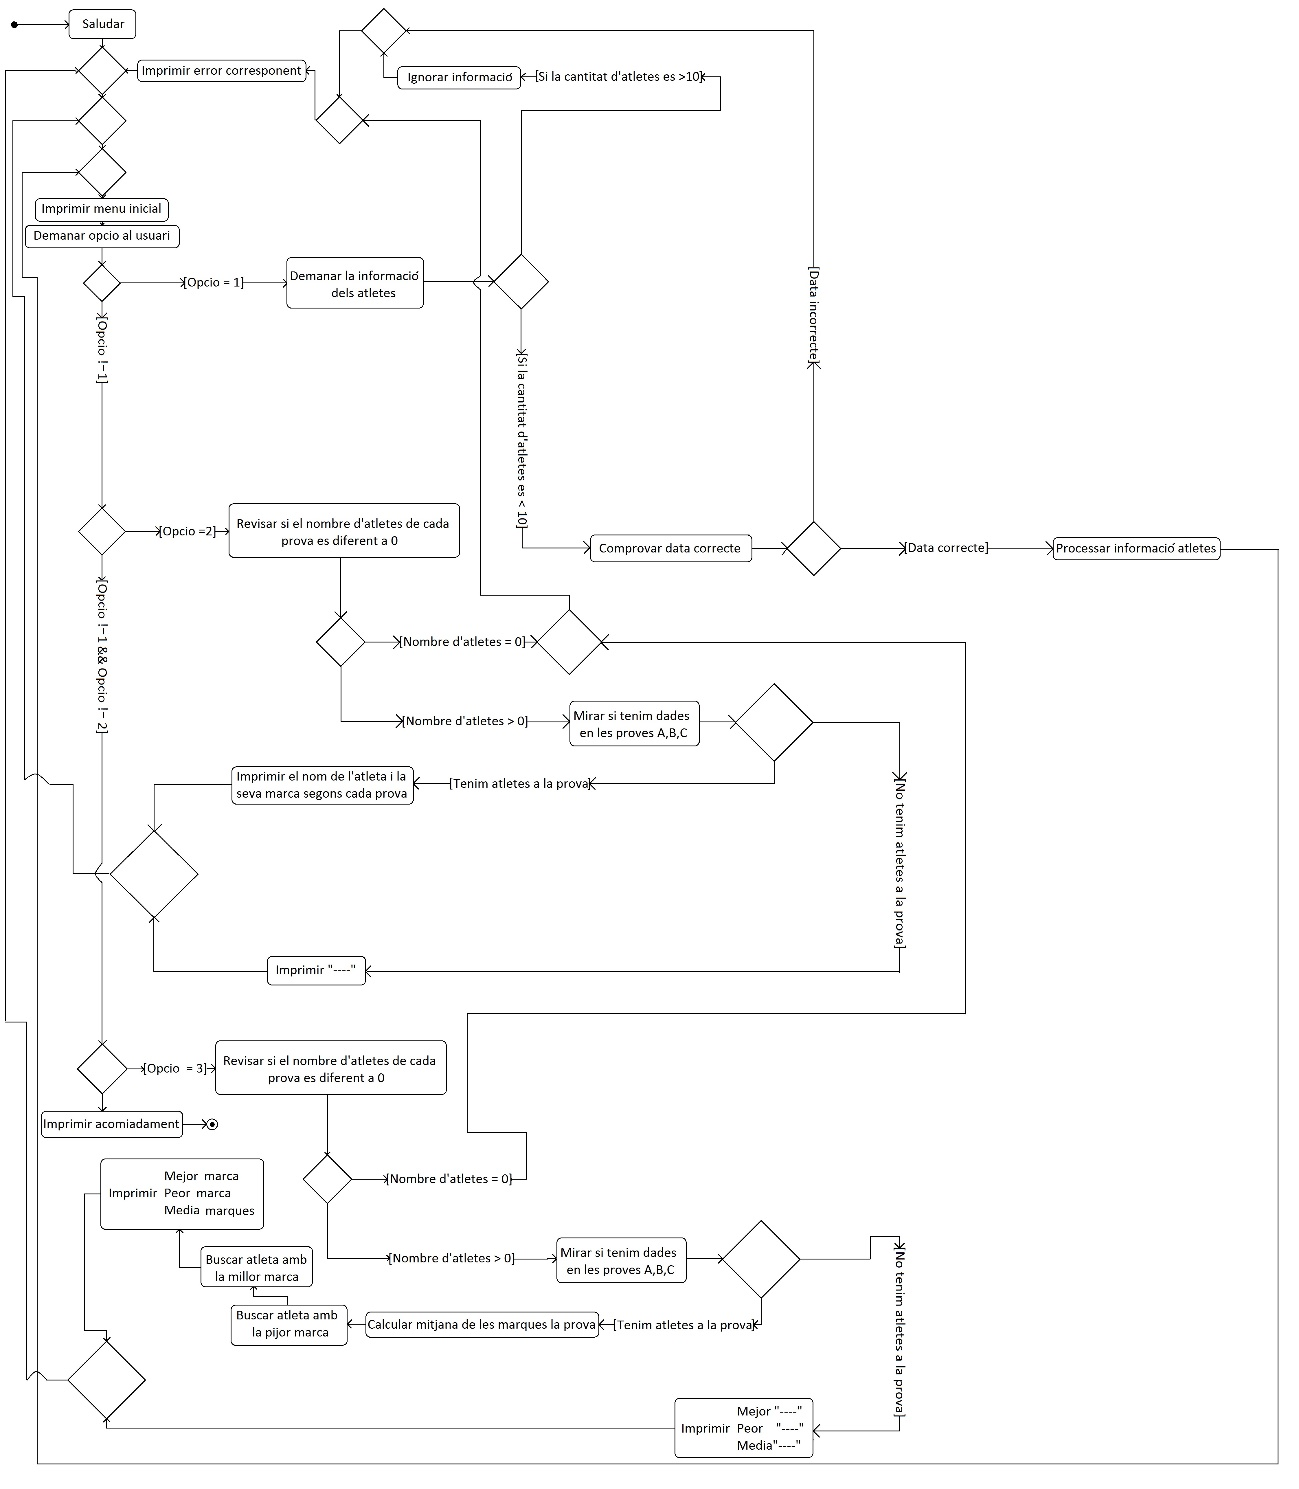 Saludar
Imprimir error corresponent
Ignorar informació
[Si la cantitat d'atletes es >10]
Imprimir menu inicial
Demanar opcio al usuari
[Opcio = 1]
Demanar la informació
dels atletes
[Data incorrecte]
[Opcio !=1]
[Si la cantitat d'atletes es < 10]
[Opcio =2]
Revisar si el nombre d'atletes de cada
prova es diferent a 0
Comprovar data correcte
[Data correcte]
Processar informació atletes
[Opcio !=1 && Opcio != 2]
[Nombre d'atletes = 0]
[Nombre d'atletes > 0]
Mirar si tenim dades
en les proves A,B,C
Imprimir el nom de l'atleta i la
seva marca segons cada prova
[Tenim atletes a la prova]
[No tenim atletes a la prova]
Imprimir "----"
[Opcio = 3]
Revisar si el nombre d'atletes de cada
prova es diferent a 0
Imprimir acomiadament
[Nombre d'atletes = 0]
Mejor marca
Imprimir Peor marca
Media marques
Buscar atleta amb
la millor marca
[Nombre d'atletes > 0]
Mirar si tenim dades
en les proves A,B,C
[No tenim atletes a la prova]
Buscar atleta amb
la pijor marca
Calcular mitjana de les marques la prova
[Tenim atletes a la prova]
Mejor "----"
Imprimir Peor "----"
Media"----"